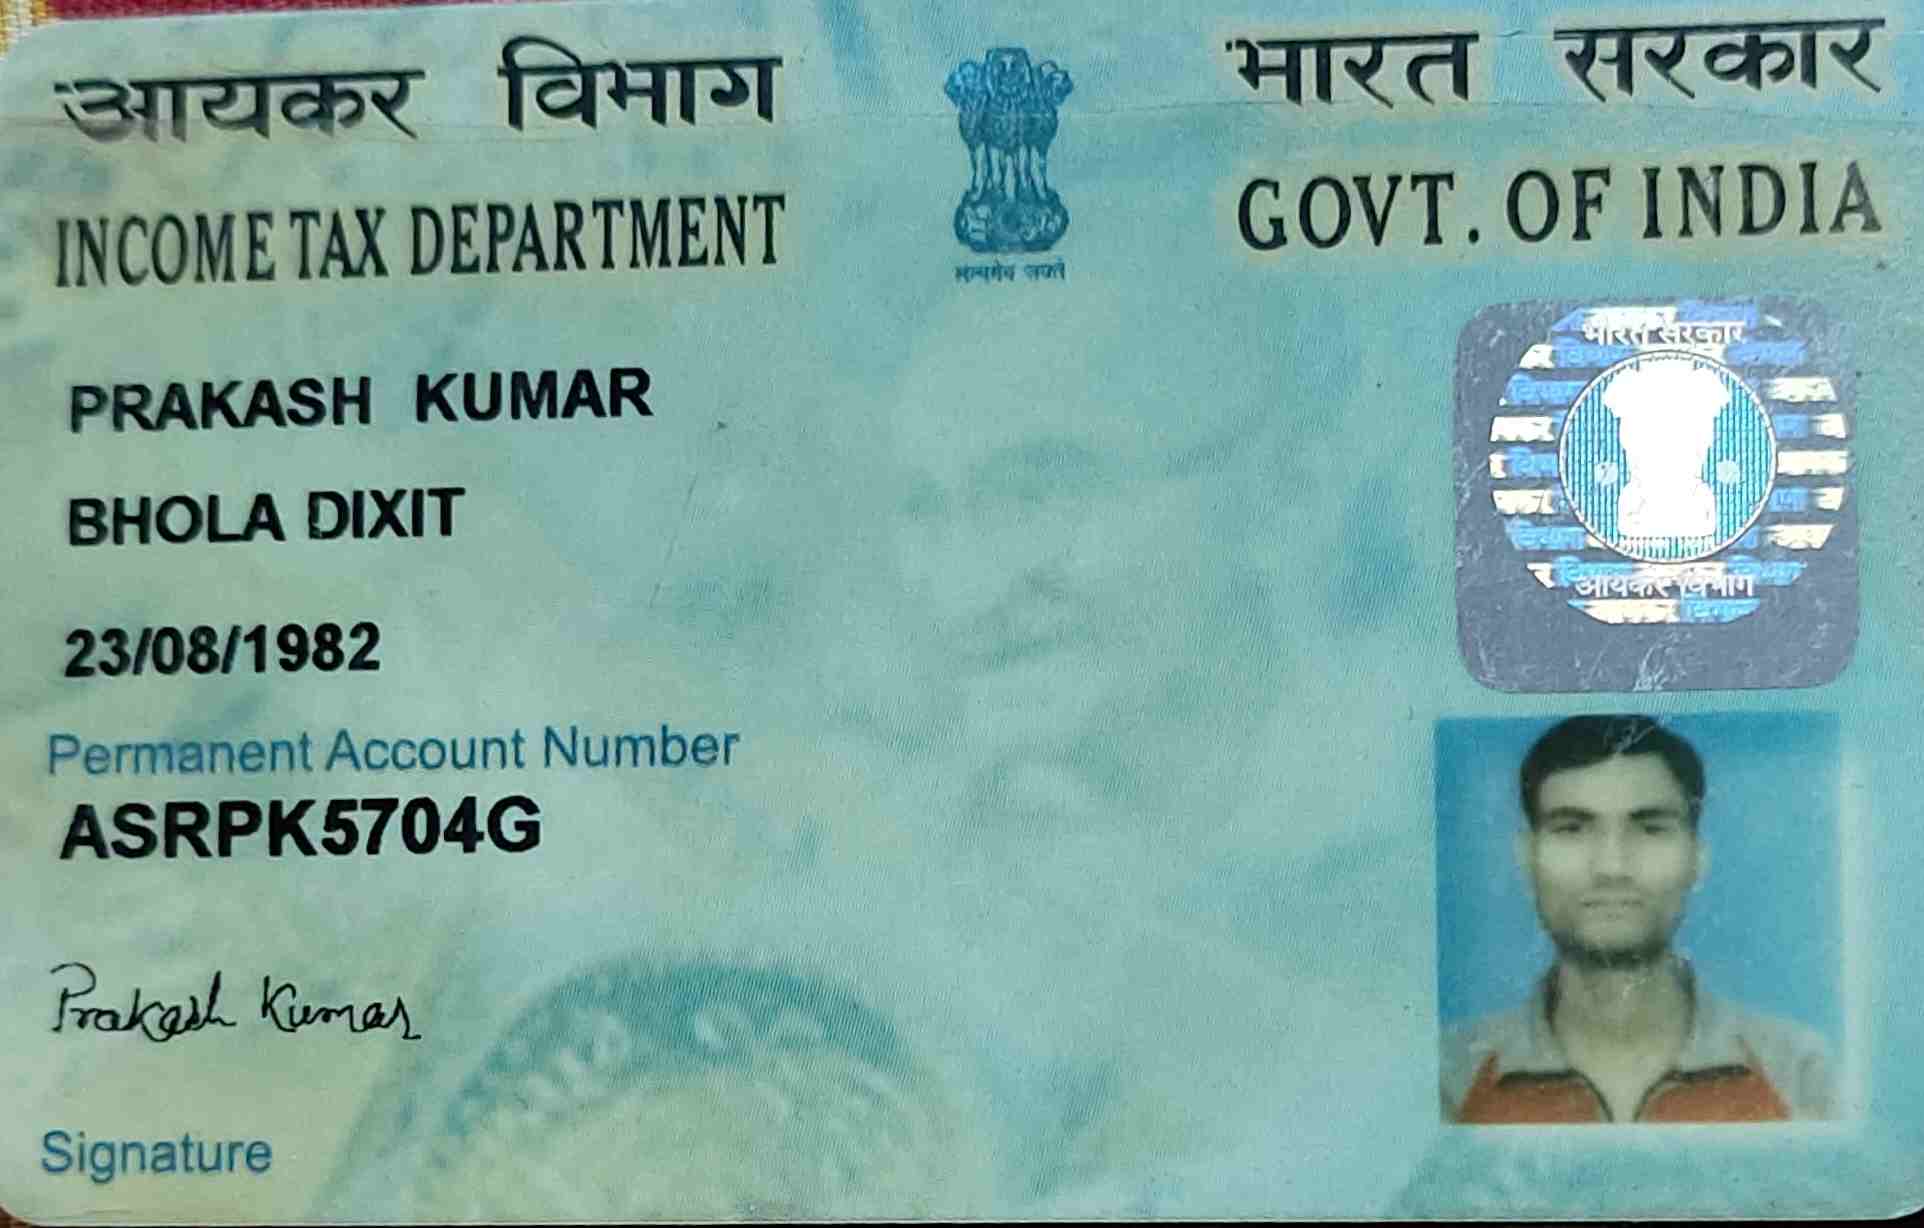 आयकर विभाग
भारत सरकार
INCOME TAX DEPARTMENT
GOVT. OF INDIA
सत्यमेव जयते
PRAKASH KUMAR
BHOLA DIXIT
23/08/1982
Permanent Account Number
ASRPK5704G
Prakash Kumar
Signature
भारत सरकार
आयकर विभाग